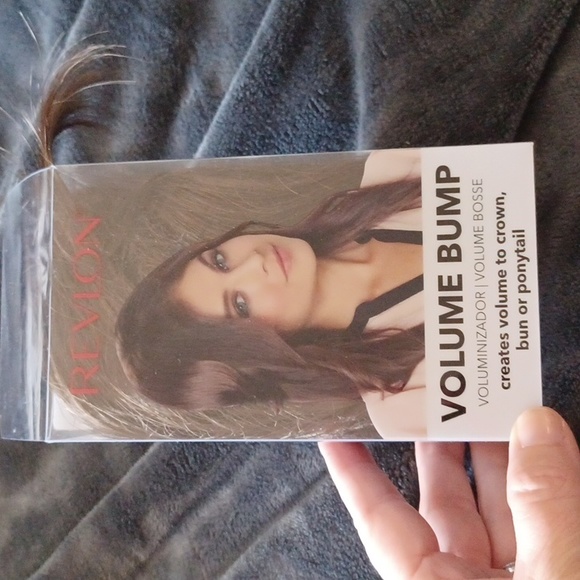 REVLON
VOLUME BUMP
VOLUMINIZADOR | VOLUME BOSSE
creates volume to crown,
bun or ponytail